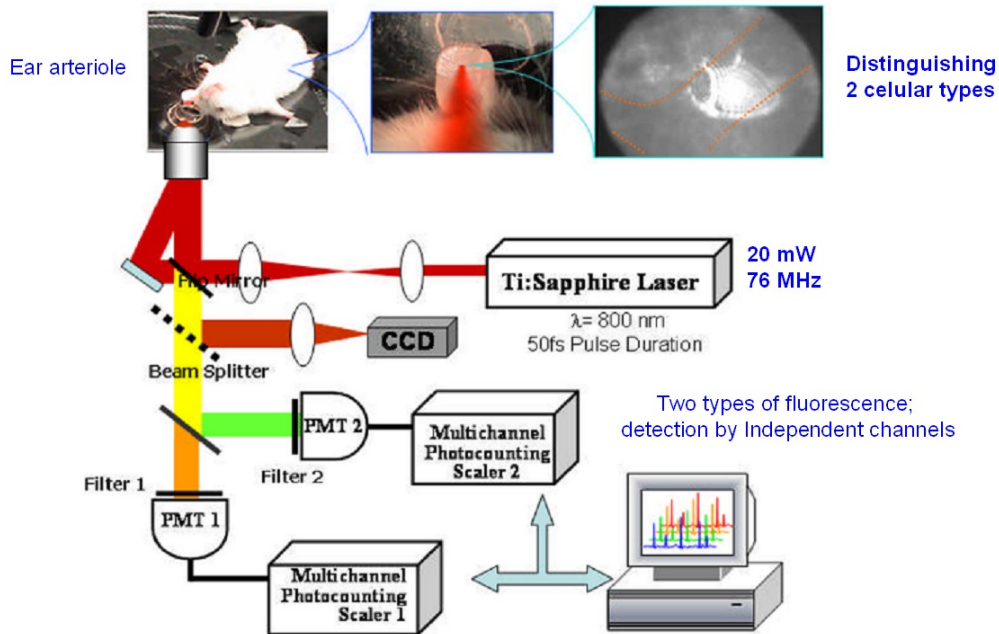 Ear arteriole
Distinguishing
2 celular types
Flip Mirror
Ti:Sapphire Laser
20 mW
76 MHz
λ= 800 nm
50fs Pulse Duration
CCD
Beam Splitter
PMT 2
Multichannel
Photocounting
Scaler 2
Two types of fluorescence;
detection by Independent channels
Filter 2
Filter 1
PMT 1
Multichannel
Photocounting
Scaler 1